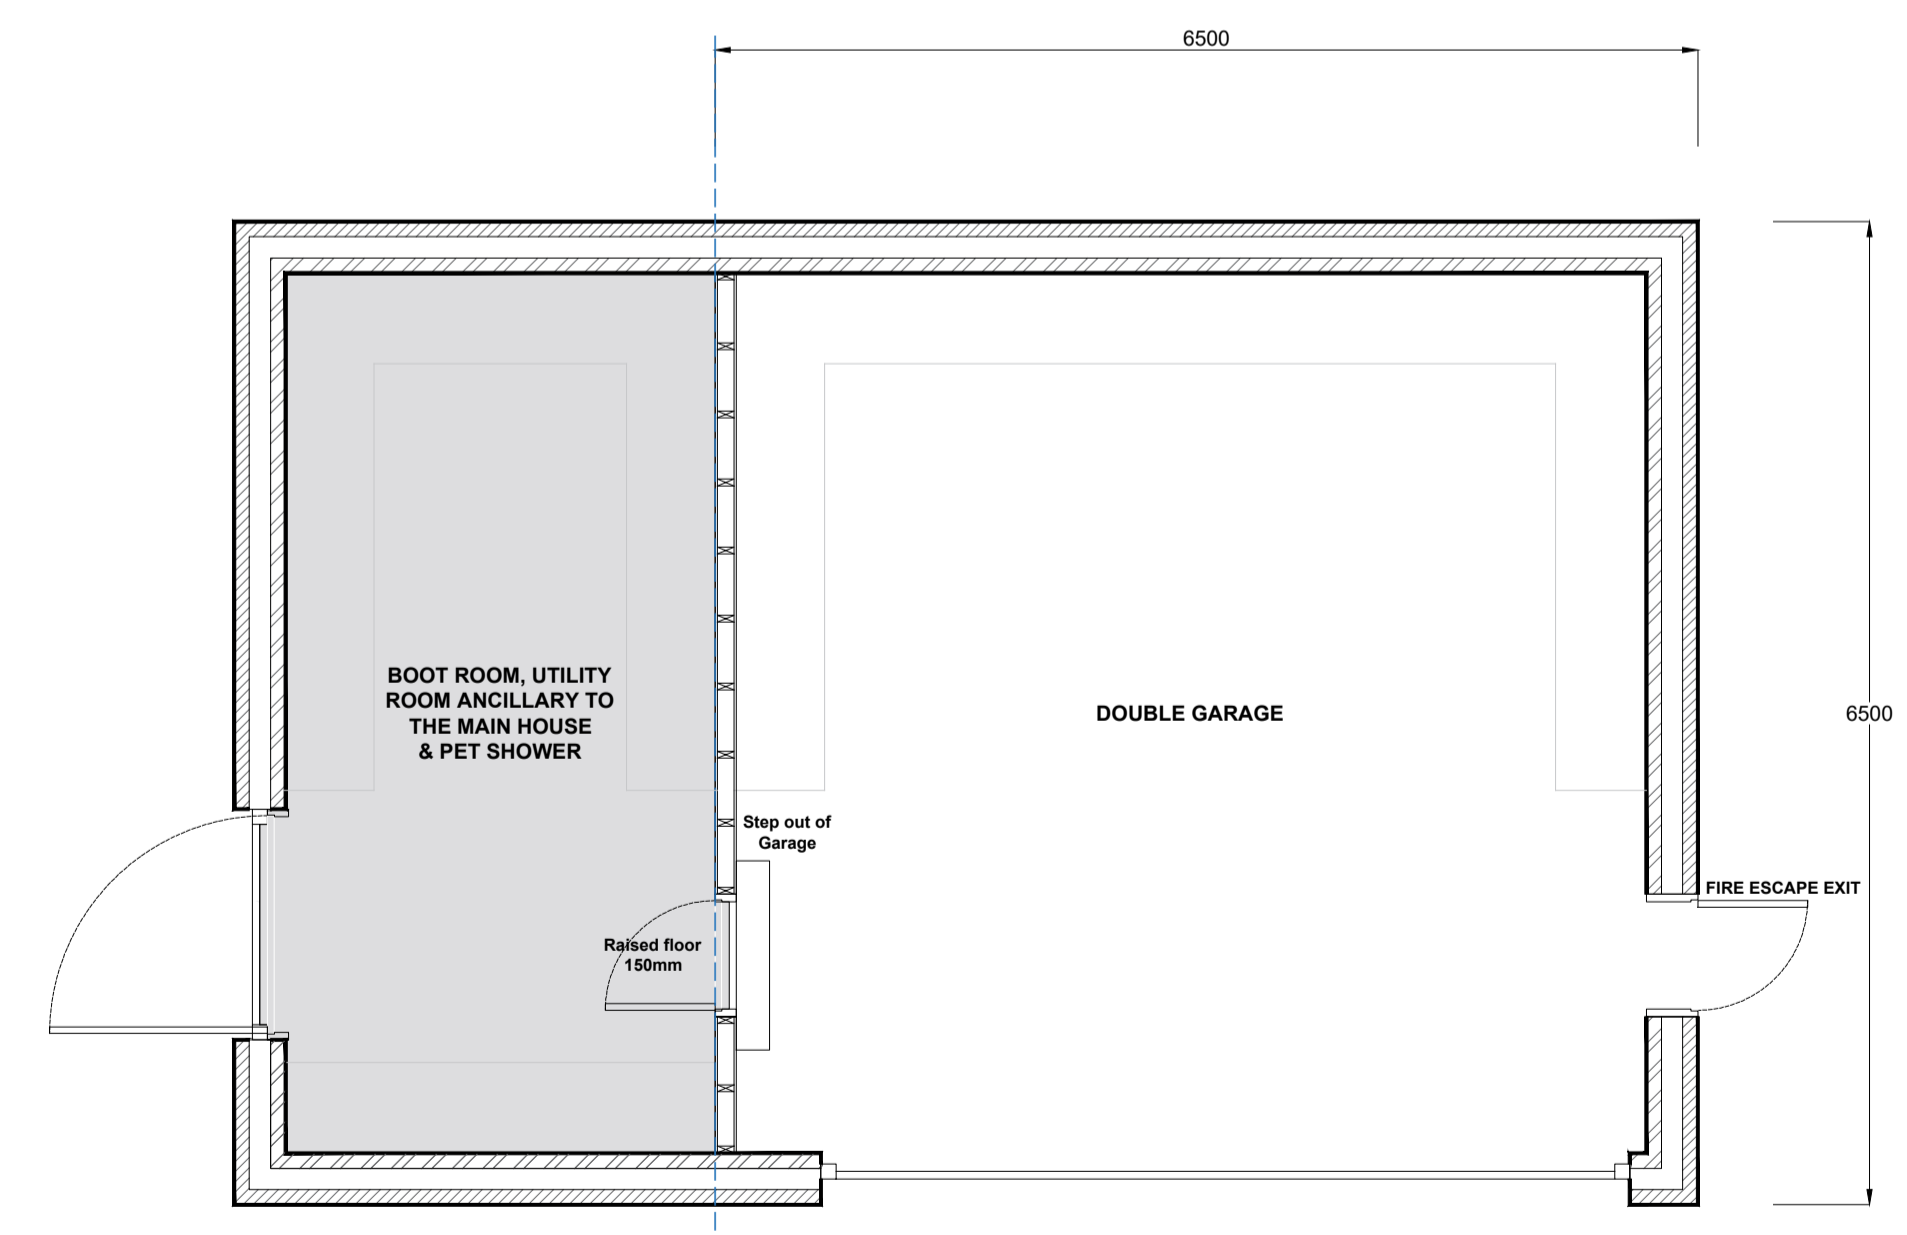 6500
BOOT ROOM, UTILITY
ROOM ANCILLARY TO
THE MAIN HOUSE
& PET SHOWER
DOUBLE GARAGE
6500
Step out of
Garage
FIRE ESCAPE EXIT
Raised floor
150mm